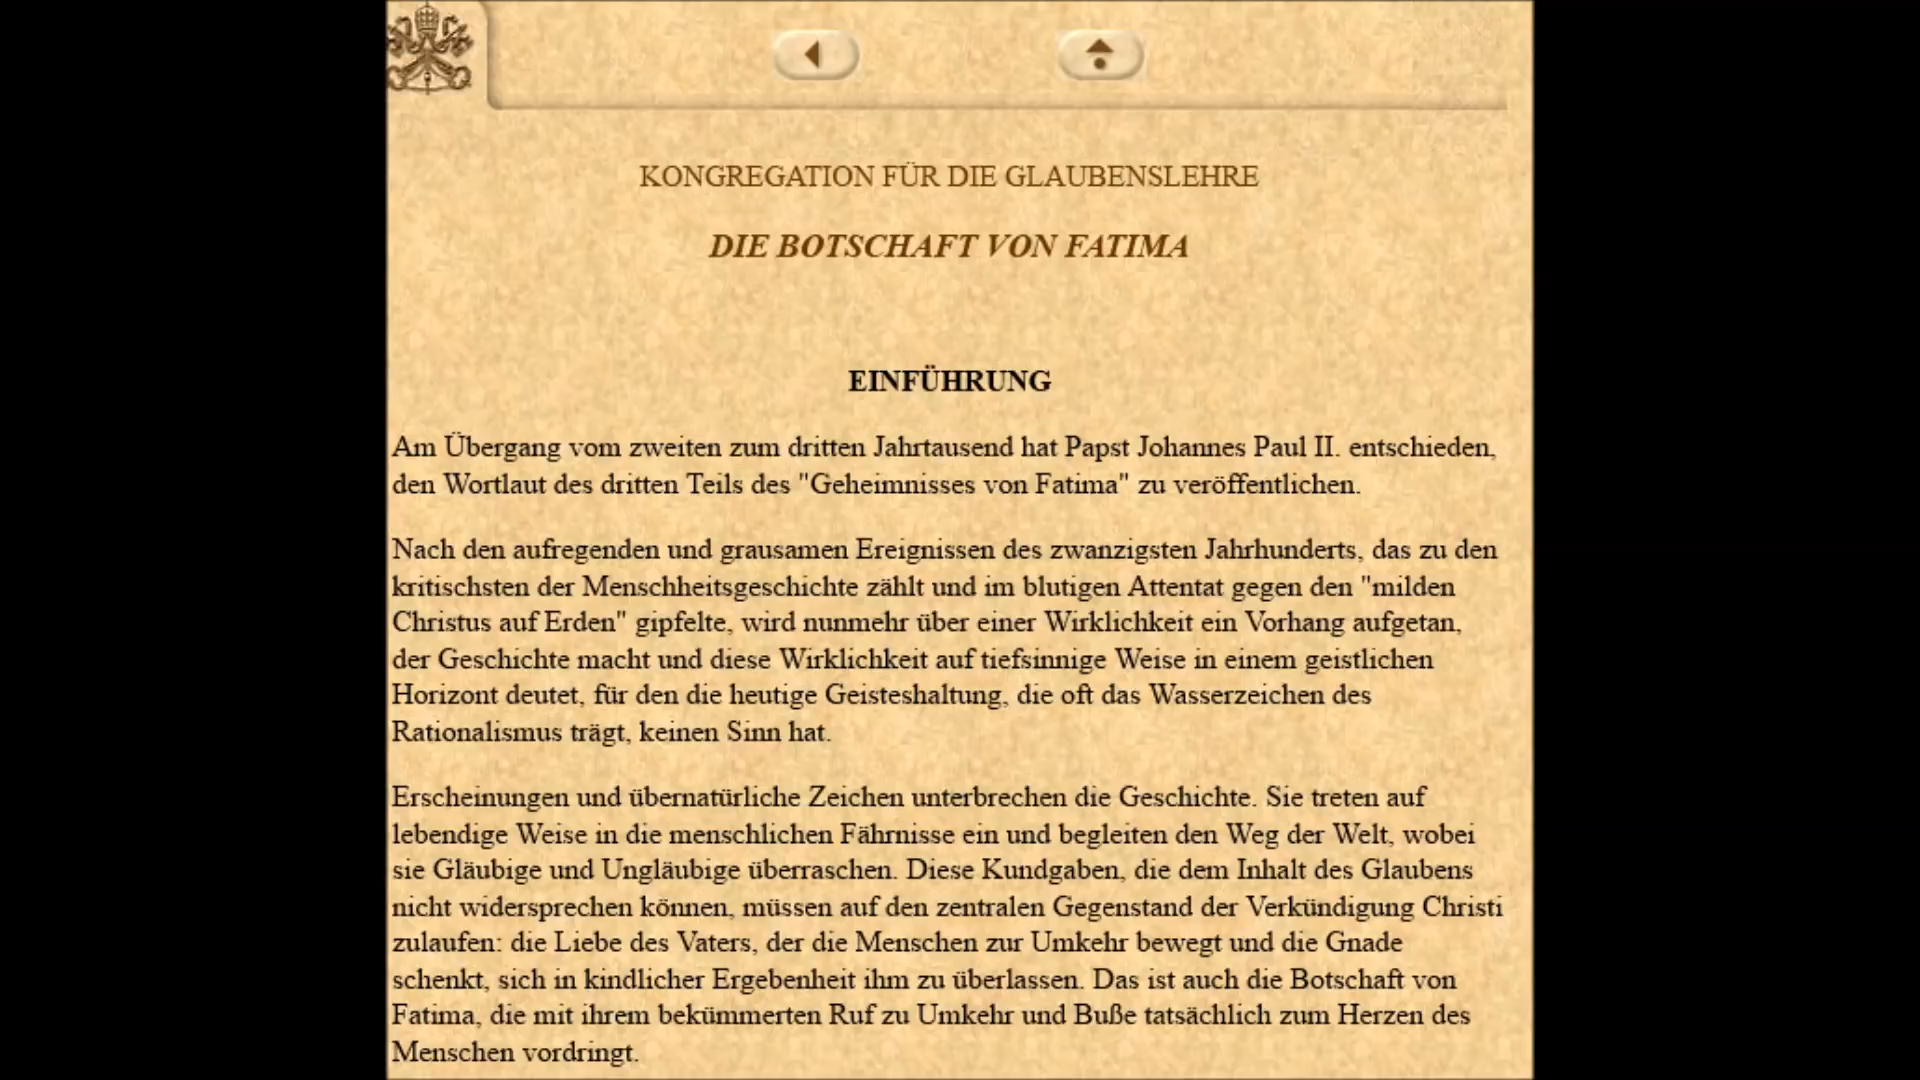 KONGREGATION FÜR DIE GLAUBENSLEHRE
DIE BOTSCHAFT VON FATIMA
EINFÜHRUNG
Am Übergang vom zweiten zum dritten Jahrtausend hat Papst Johannes Paul II. entschieden,
den Wortlaut des dritten Teils des "Geheimnisses von Fatima" zu veröffentlichen.
Nach den aufregenden und grausamen Ereignissen des zwanzigsten Jahrhunderts, das zu den
kritischsten der Menschheitsgeschichte zählt und im blutigen Attentat gegen den "milden
Christus auf Erden" gipfelte, wird nunmehr über einer Wirklichkeit ein Vorhang aufgetan,
der Geschichte macht und diese Wirklichkeit auf tiefsinnige Weise in einem geistlichen
Horizont deutet, für den die heutige Geisteshaltung, die oft das Wasserzeichen des
Rationalismus trägt, keinen Sinn hat.
Erscheinungen und übernatürliche Zeichen unterbrechen die Geschichte. Sie treten auf
lebendige Weise in die menschlichen Fährnisse ein und begleiten den Weg der Welt, wobei
sie Gläubige und Ungläubige überraschen. Diese Kundgaben, die dem Inhalt des Glaubens
nicht widersprechen können, müssen auf den zentralen Gegenstand der Verkündigung Christi
zulaufen: die Liebe des Vaters, der die Menschen zur Umkehr bewegt und die Gnade
schenkt, sich in kindlicher Ergebenheit ihm zu überlassen. Das ist auch die Botschaft von
Fatima, die mit ihrem bekümmerten Ruf zu Umkehr und Buße tatsächlich zum Herzen des
Menschen vordringt.